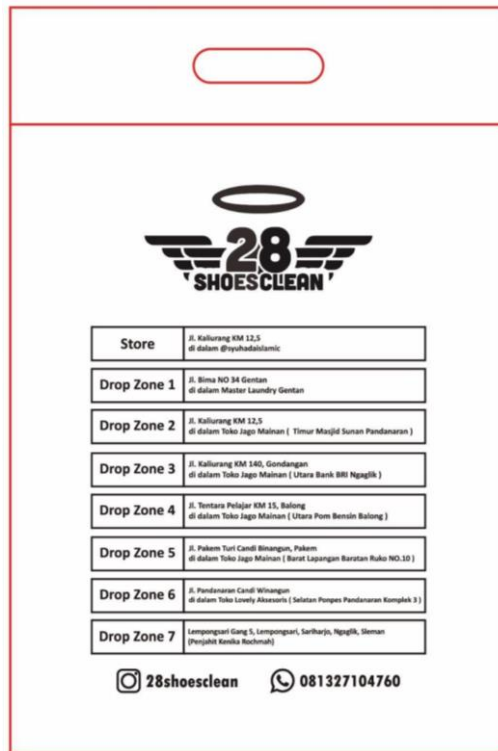 28
SHOESCLEAN
Store
Jl. Kaliurang KM 12,5
di dalam @syuhadaislamic
Drop Zone 1
Jl. Bima NO 34 Gentan
di dalam Master Laundry Gentan
Drop Zone 2
Jl. Kaliurang KM 12,5
di dalam Toko Jago Mainan ( Timur Masjid Sunan Pandanaran )
Drop Zone 3
Jl. Kaliurang KM 140, Gondangan
di dalam Toko Jago Mainan ( Utara Bank BRI Ngaglik )
Drop Zone 4
Jl. Tentara Pelajar KM 15, Balong
di dalam Toko Jago Mainan ( Utara Pom Bensin Balong )
Drop Zone 5
Jl. Pakem Turi Candi Binangun, Pakem
di dalam Toko Jago Mainan ( Barat Lapangan Baratan Ruko NO.10 )
Drop Zone 6
Jl. Pandanaran Candi Winangun
di dalam Toko Lovely Aksesoris ( Selatan Ponpes Pandanaran Komplek 3 )
Drop Zone 7
Lempongsari Gang 5, Lempongsari, Sariharjo, Ngaglik, Sleman
(Penjahit Kenika Rochmah)
28shoesclean
081327104760